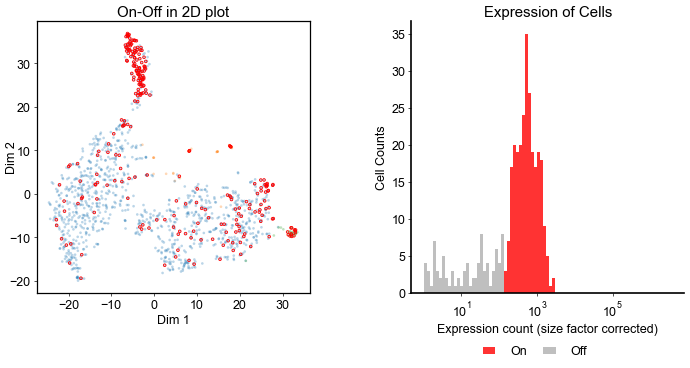 On-Off in 2D plot
Dim 2
30
20
10
0
−10
−20
−20 −10 0 10 20 30
Dim 1
Expression of Cells
Cell Counts
35
30
25
20
15
10
5
0
10^1 10^3 10^5
Expression count (size factor corrected)
On Off